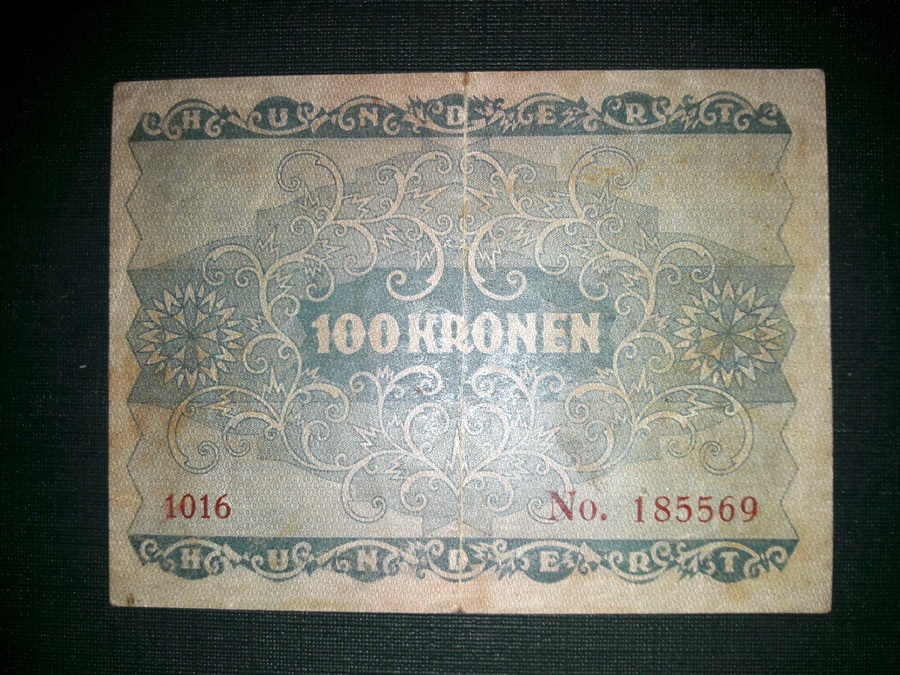 HUNDERT
100 KRONEN
1016 No. 185569
HUNDERT